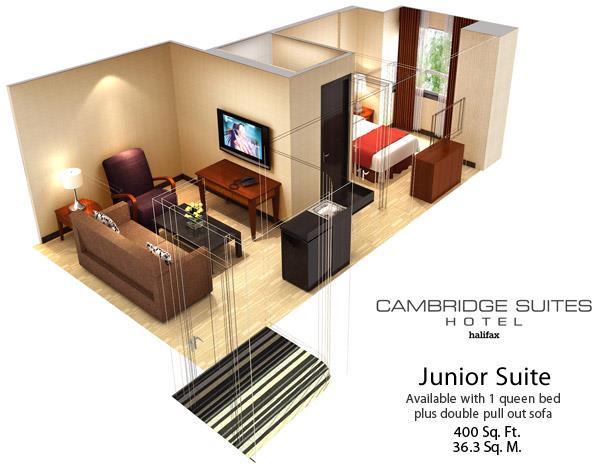 CAMBRIDGE SUITES
HOTEL
halifax
Junior Suite
Available with 1 queen bed
plus double pull out sofa
400 Sq. Ft.
36.3 Sq. M.